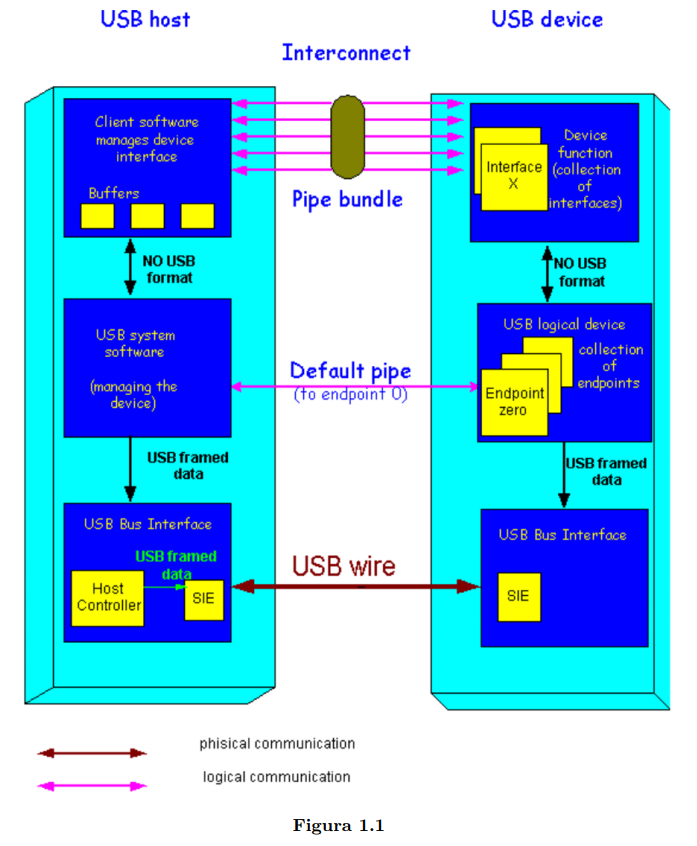 USB host
USB device
Interconnect
Client software
manages device
interface
Buffers
Device
function
(collection
of
interfaces)
Interface
X
Pipe bundle
NO USB
format
NO USB
format
USB system
software
(managing the
device)
Default pipe
(to endpoint 0)
USB logical device
collection
of
endpoints
Endpoint
zero
USB framed
data
USB framed
data
USB Bus Interface
USB framed
data
Host
Controller
SIE
USB wire
USB Bus Interface
SIE
phisical communication
logical communication
Figura 1.1